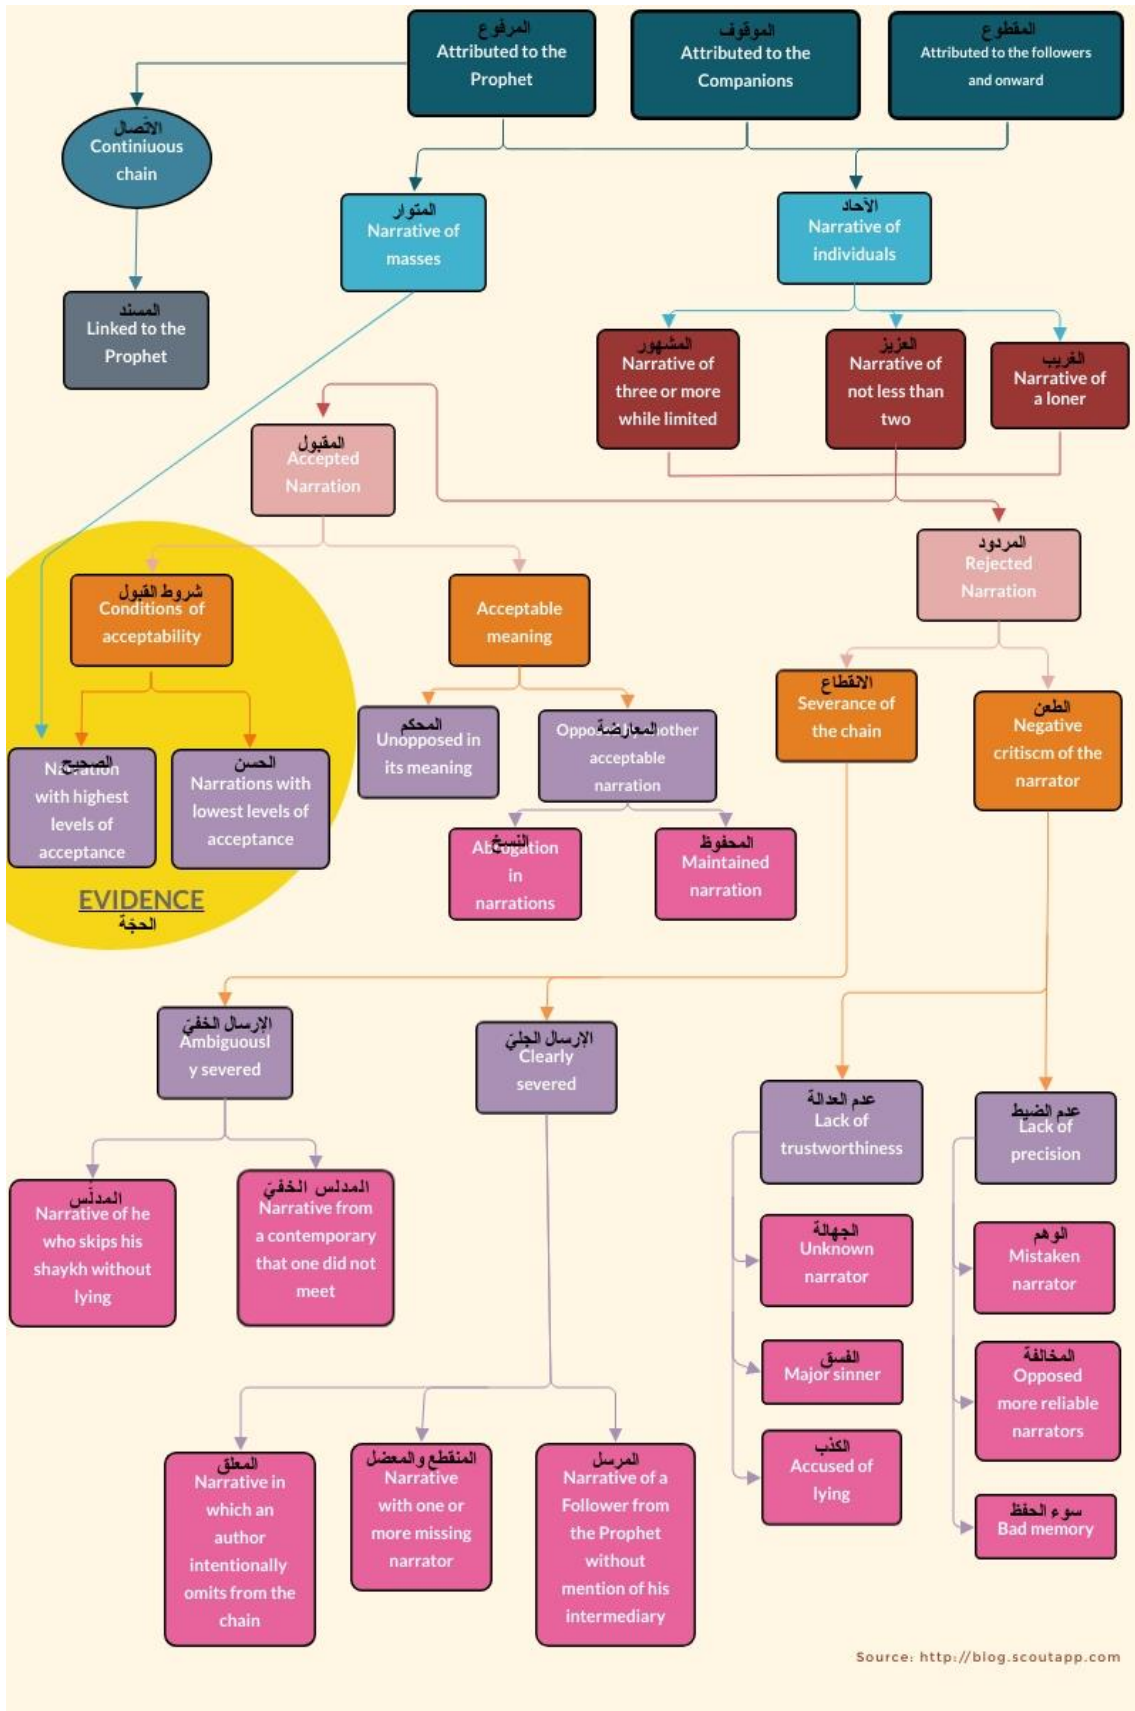 المرفوع
Attributed to the
Prophet
الموقوف
Attributed to the
Companions
المقطوع
Attributed to the followers
and onward
الاتّصال
Continiuous
chain
المتوار
Narrative of
masses
الآحاد
Narrative of
individuals
المسند
Linked to the
Prophet
المشهور
Narrative of
three or more
while limited
العزيز
Narrative of
not less than
two
الغريب
Narrative of
a loner
المقبول
Accepted
Narration
المردود
Rejected
Narration
شروط القبول
Conditions of
acceptability
Acceptable
meaning
الانقطاع
Severance of
the chain
الطعن
Negative
critiscm of the
narrator
الصحيح
Narration
with highest
levels of
acceptance
الحسن
Narrations with
lowest levels of
acceptance
المحكم
Unopposed in
its meaning
المعارضة
Opposed by another
acceptable
narration
النسخ
Abrogation
in
narrations
المحفوظ
Maintained
narration
EVIDENCE
الحجّة
الإرسال الخفيّ
Ambiguousl
y severed
الإرسال الجليّ
Clearly
severed
عدم العدالة
Lack of
trustworthiness
عدم الضيط
Lack of
precision
المدلّس
Narrative of he
who skips his
shaykh without
lying
المدلس الخفيّ
Narrative from
a contemporary
that one did not
meet
الجهالة
Unknown
narrator
الوهم
Mistaken
narrator
الفسق
Major sinner
المخالفة
Opposed
more reliable
narrators
الكذب
Accused of
lying
سوء الحفظ
Bad memory
المعلق
Narrative in
which an
author
intentionally
omits from the
chain
المنقطع والمعضل
Narrative
with one or
more missing
narrator
المرسل
Narrative of a
Follower from
the Prophet
without
mention of his
intermediary
Source: http://blog.scoutapp.com